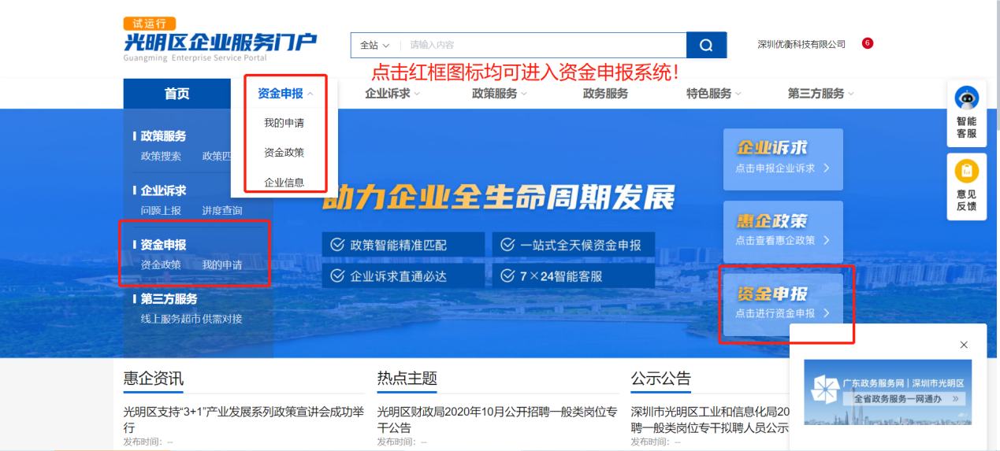 试运行
光明区企业服务门户
Guangming Enterprise Service Portal
全站 请输入内容
深圳优衡科技有限公司 6
点击红框图标均可进入资金申报系统!
首页 资金申报 企业诉求 政策服务 政务服务 特色服务 第三方服务
我的申请
资金政策
企业信息
政策服务
政策搜索 政策匹
企业诉求
问题上报 进度查询
资金申报
资金政策 我的申请
第三方服务
线上服务超市 供需对接
助力企业全生命周期发展
政策智能精准匹配 一站式全天候资金申报
企业诉求直通必达 7×24智能客服
企业诉求
点击申报企业诉求
惠企政策
点击查看惠企政策
资金申报
点击进行资金申报
智能
客服
意见
反馈
广东政务服务网 | 深圳市光明区
全省政务服务一网通办 »
惠企资讯
光明区支持“3+1”产业发展系列政策宣讲会成功举
行
发布时间: --
热点主题
光明区财政局2020年10月公开招聘一般类岗位专
干公告
发布时间: --
公示公告
深圳市光明区工业和信息化局20
聘一般类岗位专干拟聘人员公示
发布时间: --